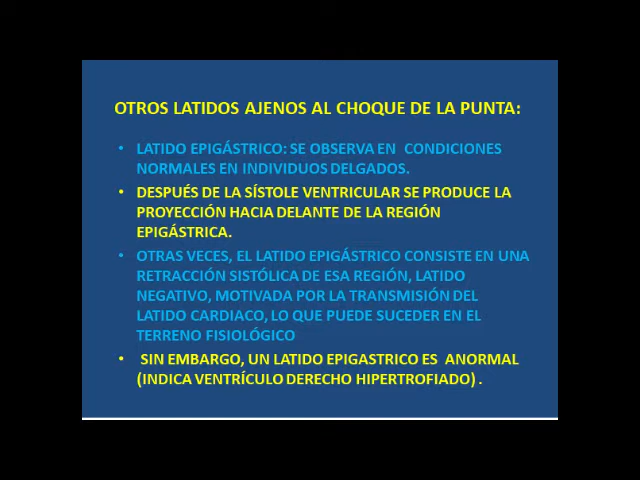 OTROS LATIDOS AJENOS AL CHOQUE DE LA PUNTA:
• LATIDO EPIGÁSTRICO: SE OBSERVA EN CONDICIONES
NORMALES EN INDIVIDUOS DELGADOS.
• DESPUÉS DE LA SÍSTOLE VENTRICULAR SE PRODUCE LA
PROYECCIÓN HACIA DELANTE DE LA REGIÓN
EPIGÁSTRICA.
• OTRAS VECES, EL LATIDO EPIGÁSTRICO CONSISTE EN UNA
RETRACCIÓN SISTÓLICA DE ESA REGIÓN, LATIDO
NEGATIVO, MOTIVADA POR LA TRANSMISIÓN DEL
LATIDO CARDIACO, LO QUE PUEDE SUCEDER EN EL
TERRENO FISIOLÓGICO
• SIN EMBARGO, UN LATIDO EPIGASTRICO ES ANORMAL
(INDICA VENTRÍCULO DERECHO HIPERTROFIADO) .